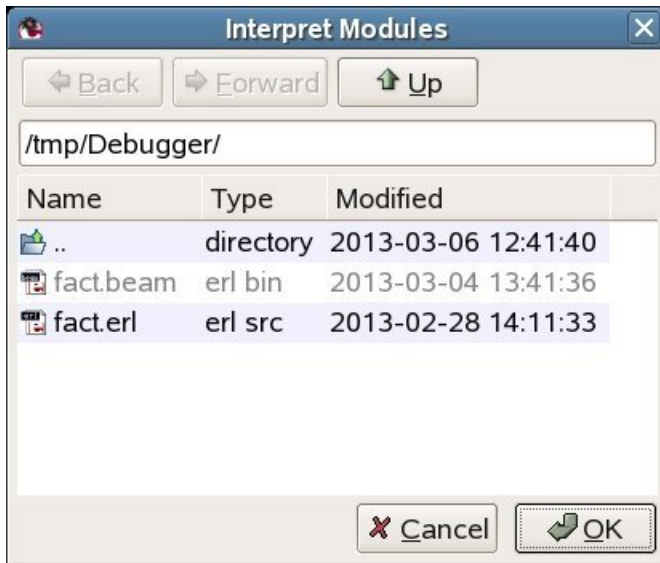 Interpret Modules
Back Forward Up
/tmp/Debugger/
Name Type Modified
.. directory 2013-03-06 12:41:40
fact.beam erl bin 2013-03-04 13:41:36
fact.erl erl src 2013-02-28 14:11:33
Cancel OK